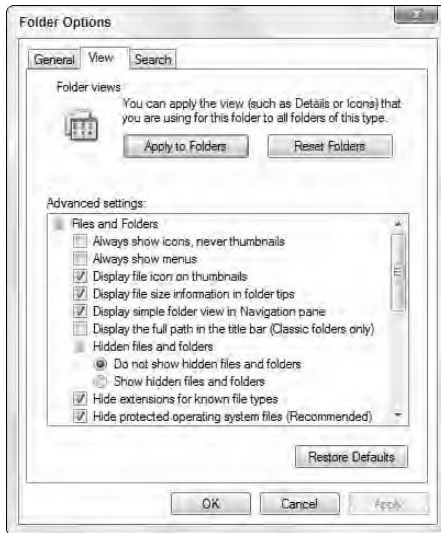 Folder Options
General View Search
Folder views
You can apply the view (such as Details or Icons) that
you are using for this folder to all folders of this type.
Apply to Folders Reset Folders
Advanced settings:
Files and Folders
Always show icons, never thumbnails
Always show menus
Display file icon on thumbnails
Display file size information in folder tips
Display simple folder view in Navigation pane
Display the full path in the title bar (Classic folders only)
Hidden files and folders
Do not show hidden files and folders
Show hidden files and folders
Hide extensions for known file types
Hide protected operating system files (Recommended)
Restore Defaults
OK Cancel Apply